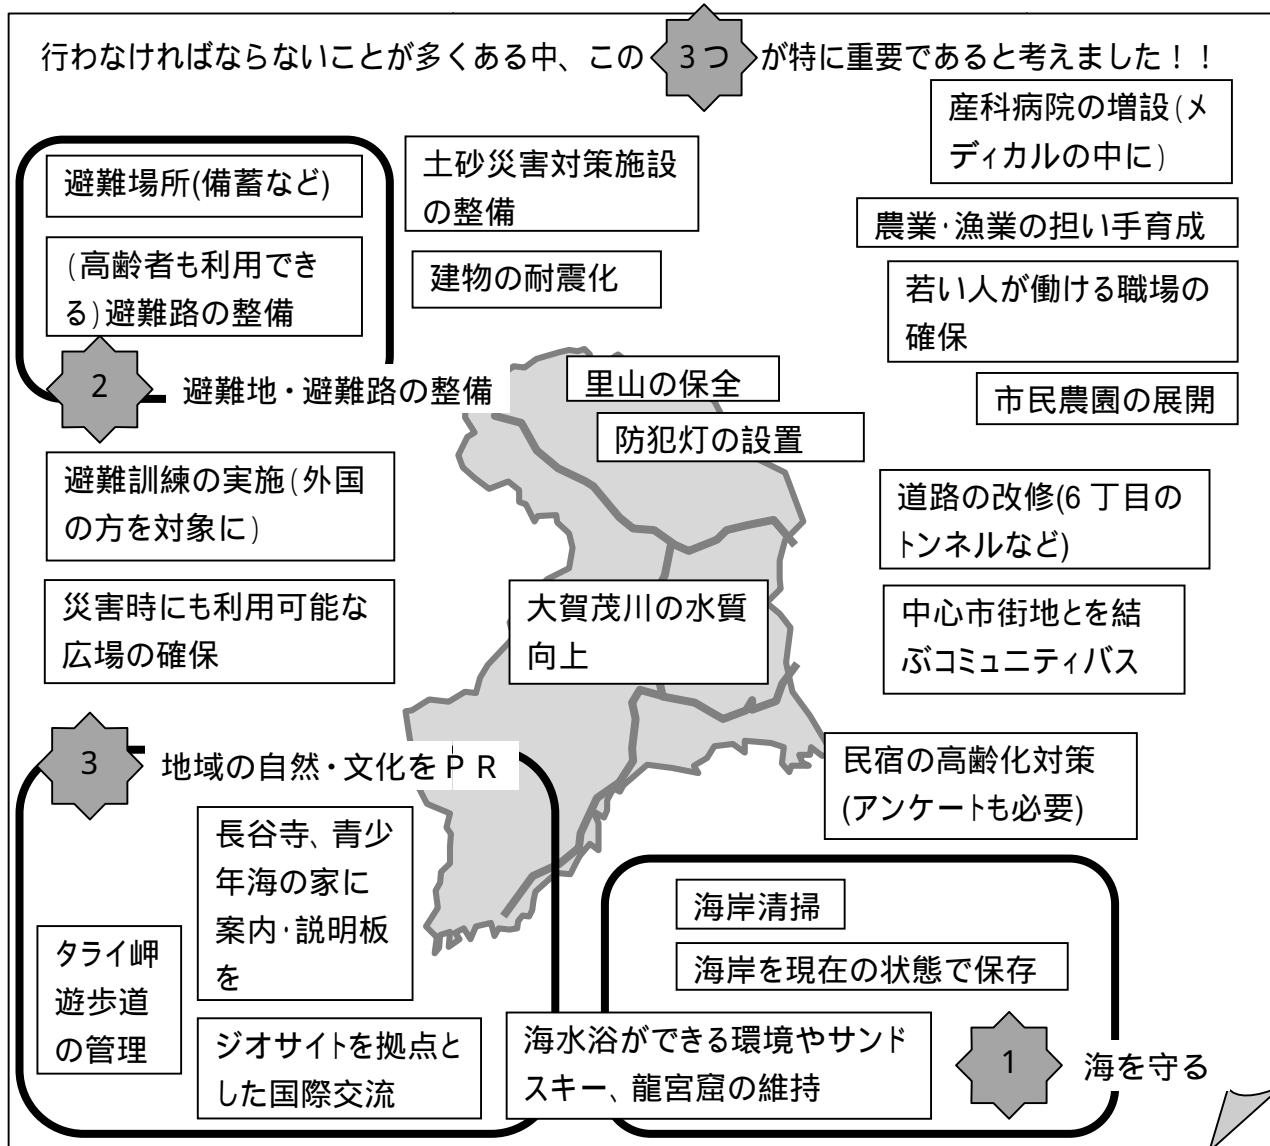 行わなければならないことが多くある中、この 3つ が特に重要であると考えました！！
産科病院の増設(メ
ディカルの中に)
避難場所(備蓄など)
土砂災害対策施設
の整備
農業・漁業の担い手育成
(高齢者も利用でき
る)避難路の整備
建物の耐震化
若い人が働ける職場の
確保
2 避難地・避難路の整備
里山の保全
市民農園の展開
防犯灯の設置
避難訓練の実施(外国
の方を対象に)
道路の改修(6 丁目の
トンネルなど)
災害時にも利用可能な
広場の確保
大賀茂川の水質
向上
中心市街地とを結
ぶコミュニティバス
3 地域の自然・文化をＰＲ
民宿の高齢化対策
(アンケートも必要)
長谷寺、青少
年海の家に
案内・説明板
を
タライ岬
遊歩道
の管理
ジオサイトを拠点と
した国際交流
海岸清掃
海岸を現在の状態で保存
海水浴ができる環境やサンド
スキー、龍宮窟の維持
1 海を守る